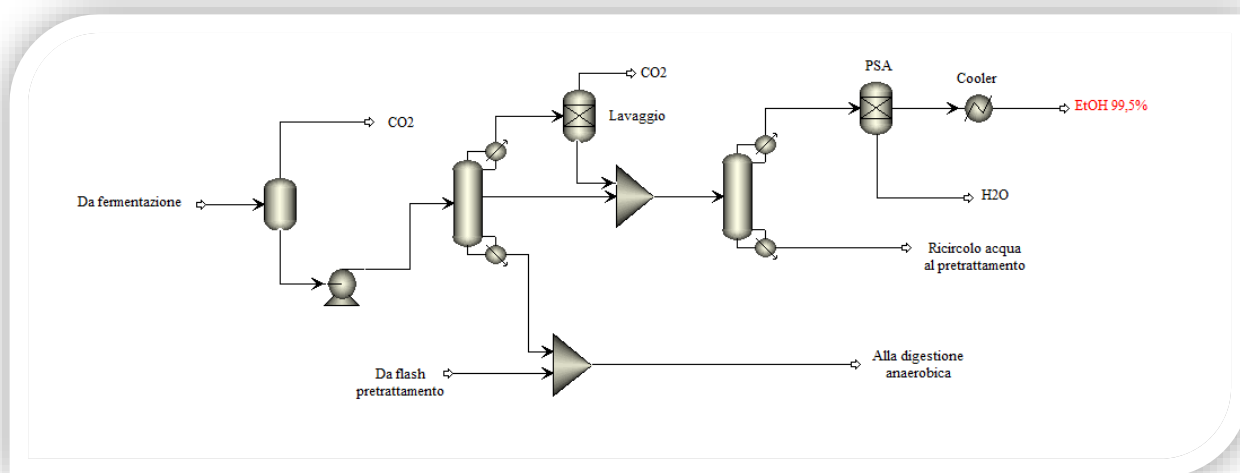 PSA
Cooler
CO2
EtOH 99,5%
Lavaggio
CO2
Da fermentazione
H2O
Ricircolo acqua
al pretrattamento
Da flash
pretrattamento
Alla digestione
anaerobica